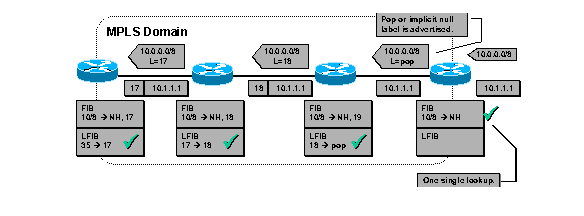 Pop or implicit null
label is advertised.
MPLS Domain
10.0.0.0/8
L=17
10.0.0.0/8
L=18
10.0.0.0/8
L=pop
10.0.0.0/8
17 10.1.1.1
18 10.1.1.1
10.1.1.1
10.1.1.1
FIB
10/8 → NH, 17
LFIB
35 → 17
FIB
10/8 → NH, 18
LFIB
17 → 18
FIB
10/8 → NH, 19
LFIB
18 → pop
FIB
10/8 → NH
LFIB
One single lookup.